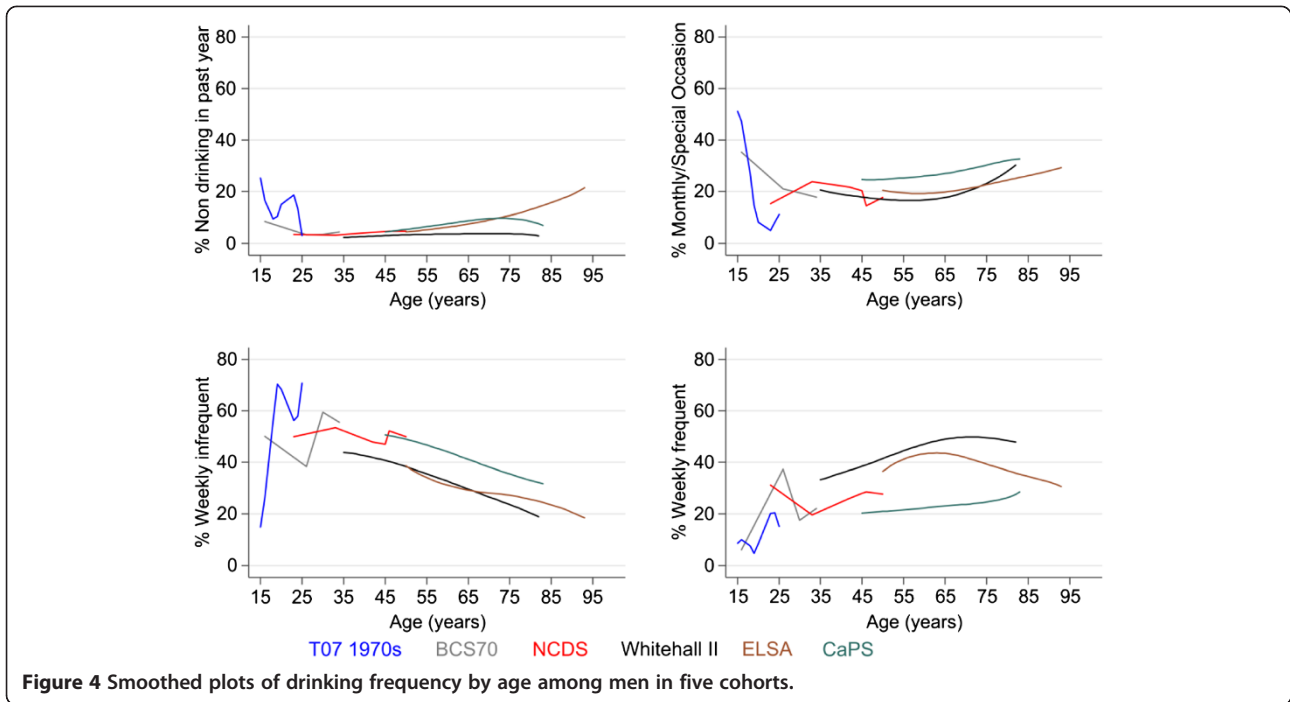 % Non drinking in past year
80
60
40
20
0
15 25 35 45 55 65 75 85 95
Age (years)
% Monthly/Special Occasion
80
60
40
20
0
15 25 35 45 55 65 75 85 95
Age (years)
% Weekly infrequent
80
60
40
20
0
15 25 35 45 55 65 75 85 95
Age (years)
% Weekly frequent
80
60
40
20
0
15 25 35 45 55 65 75 85 95
Age (years)
T07 1970s BCS70 NCDS Whitehall II ELSA CaPS
Figure 4 Smoothed plots of drinking frequency by age among men in five cohorts.